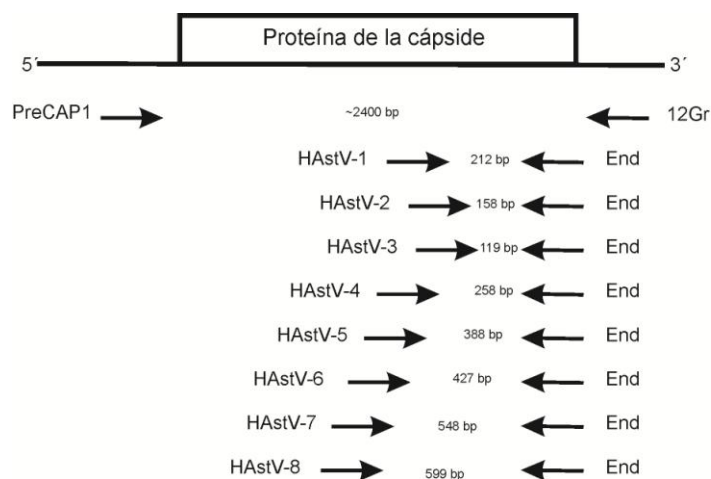 Proteína de la cápside
5´ 3´
PreCAP1 ~2400 bp 12Gr
HAstV-1 212 bp End
HAstV-2 158 bp End
HAstV-3 119 bp End
HAstV-4 258 bp End
HAstV-5 388 bp End
HAstV-6 427 bp End
HAstV-7 548 bp End
HAstV-8 599 bp End